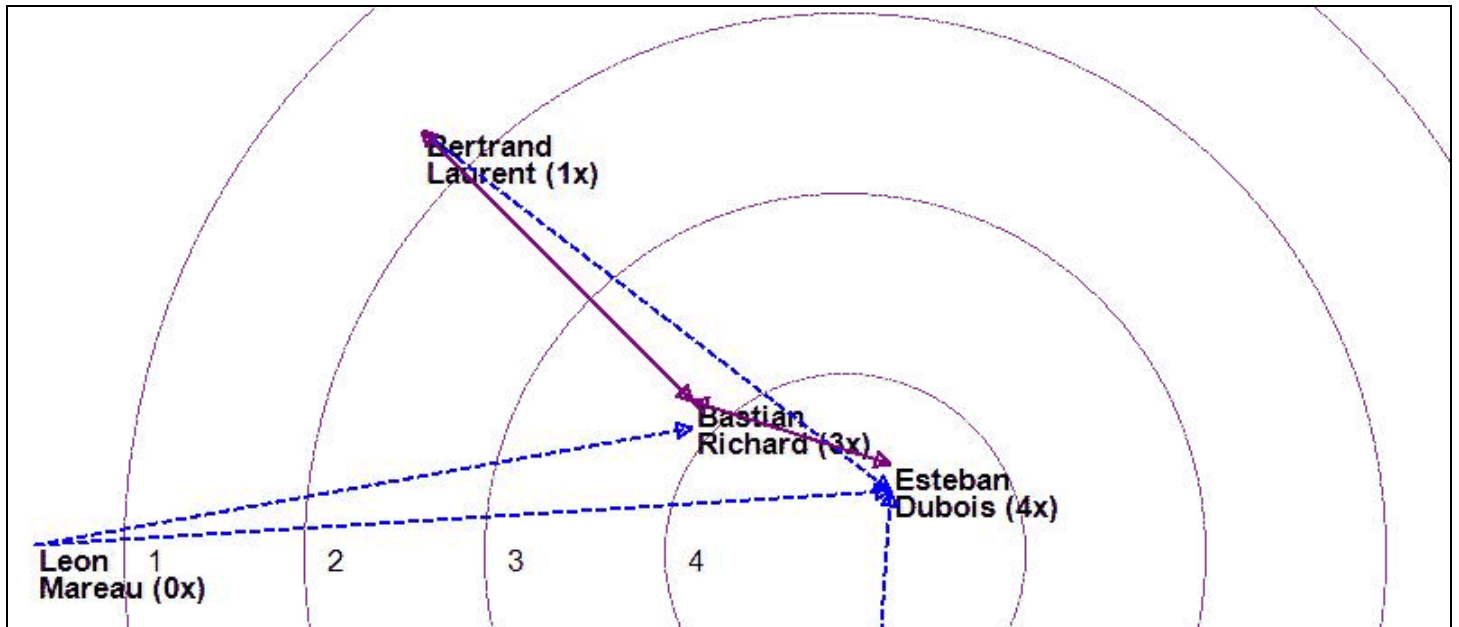 Bertrand
Laurent (1x)
Bastian
Richard (3x)
Esteban
Dubois (4x)
Leon
Mareau (0x)
1
2
3
4